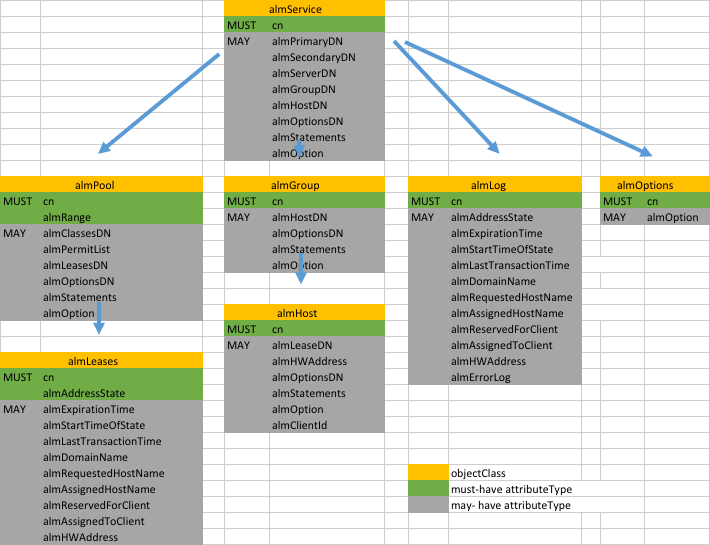 almService
MUST cn
MAY almPrimaryDN
almSecondaryDN
almServerDN
almGroupDN
almHostDN
almOptionsDN
almStatements
almOption
almPool
MUST cn
almRange
MAY almClassesDN
almPermitList
almLeasesDN
almOptionsDN
almStatements
almOption
almLeases
MUST cn
almAddressState
MAY almExpirationTime
almStartTimeOfState
almLastTransactionTime
almDomainName
almRequestedHostName
almAssignedHostName
almReservedForClient
almAssignedToClient
almHWAddress
almGroup
MUST cn
MAY almHostDN
almOptionsDN
almStatements
almOption
almHost
MUST cn
MAY almLeaseDN
almHWAddress
almOptionsDN
almStatements
almOption
almClientId
almLog
MUST cn
MAY almAddressState
almExpirationTime
almStartTimeOfState
almLastTransactionTime
almDomainName
almRequestedHostName
almAssignedHostName
almReservedForClient
almAssignedToClient
almHWAddress
almErrorLog
almOptions
MUST cn
MAY almOption
objectClass
must-have attributeType
may- have attributeType